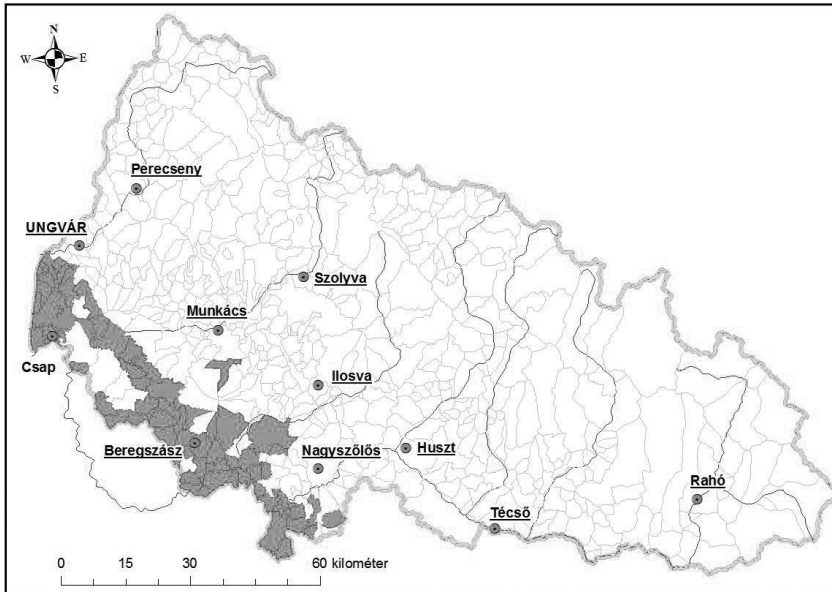 N
W E
S
Perecseny
UNGVÁR
Szolyva
Munkács
Csap
Ilosva
Beregszász
Nagyszőlős
Huszt
Rahó
Técső
0 15 30 60 kilométer